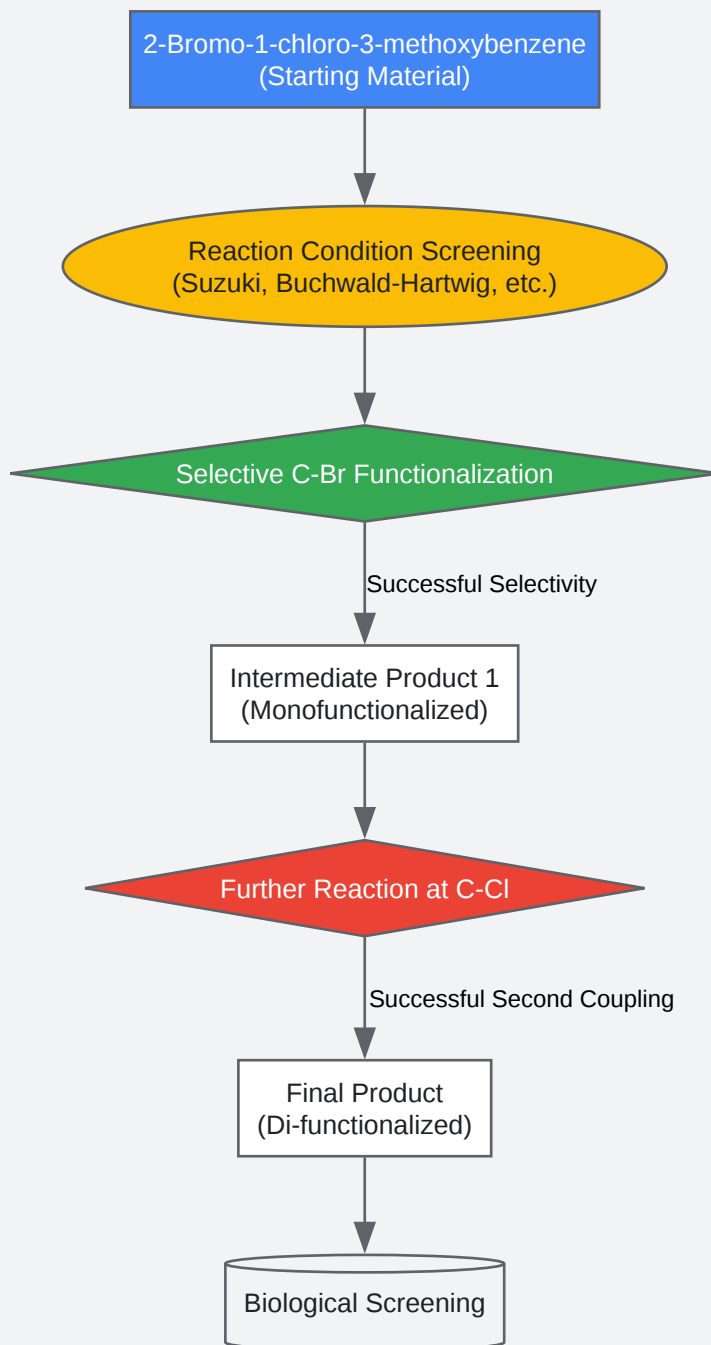 2-Bromo-1-chloro-3-methoxybenzene
(Starting Material)
Reaction Condition Screening
(Suzuki, Buchwald-Hartwig, etc.)
Selective C-Br Functionalization
Successful Selectivity
Intermediate Product 1
(Monofunctionalized)
Further Reaction at C-Cl
Successful Second Coupling
Final Product
(Di-functionalized)
Biological Screening